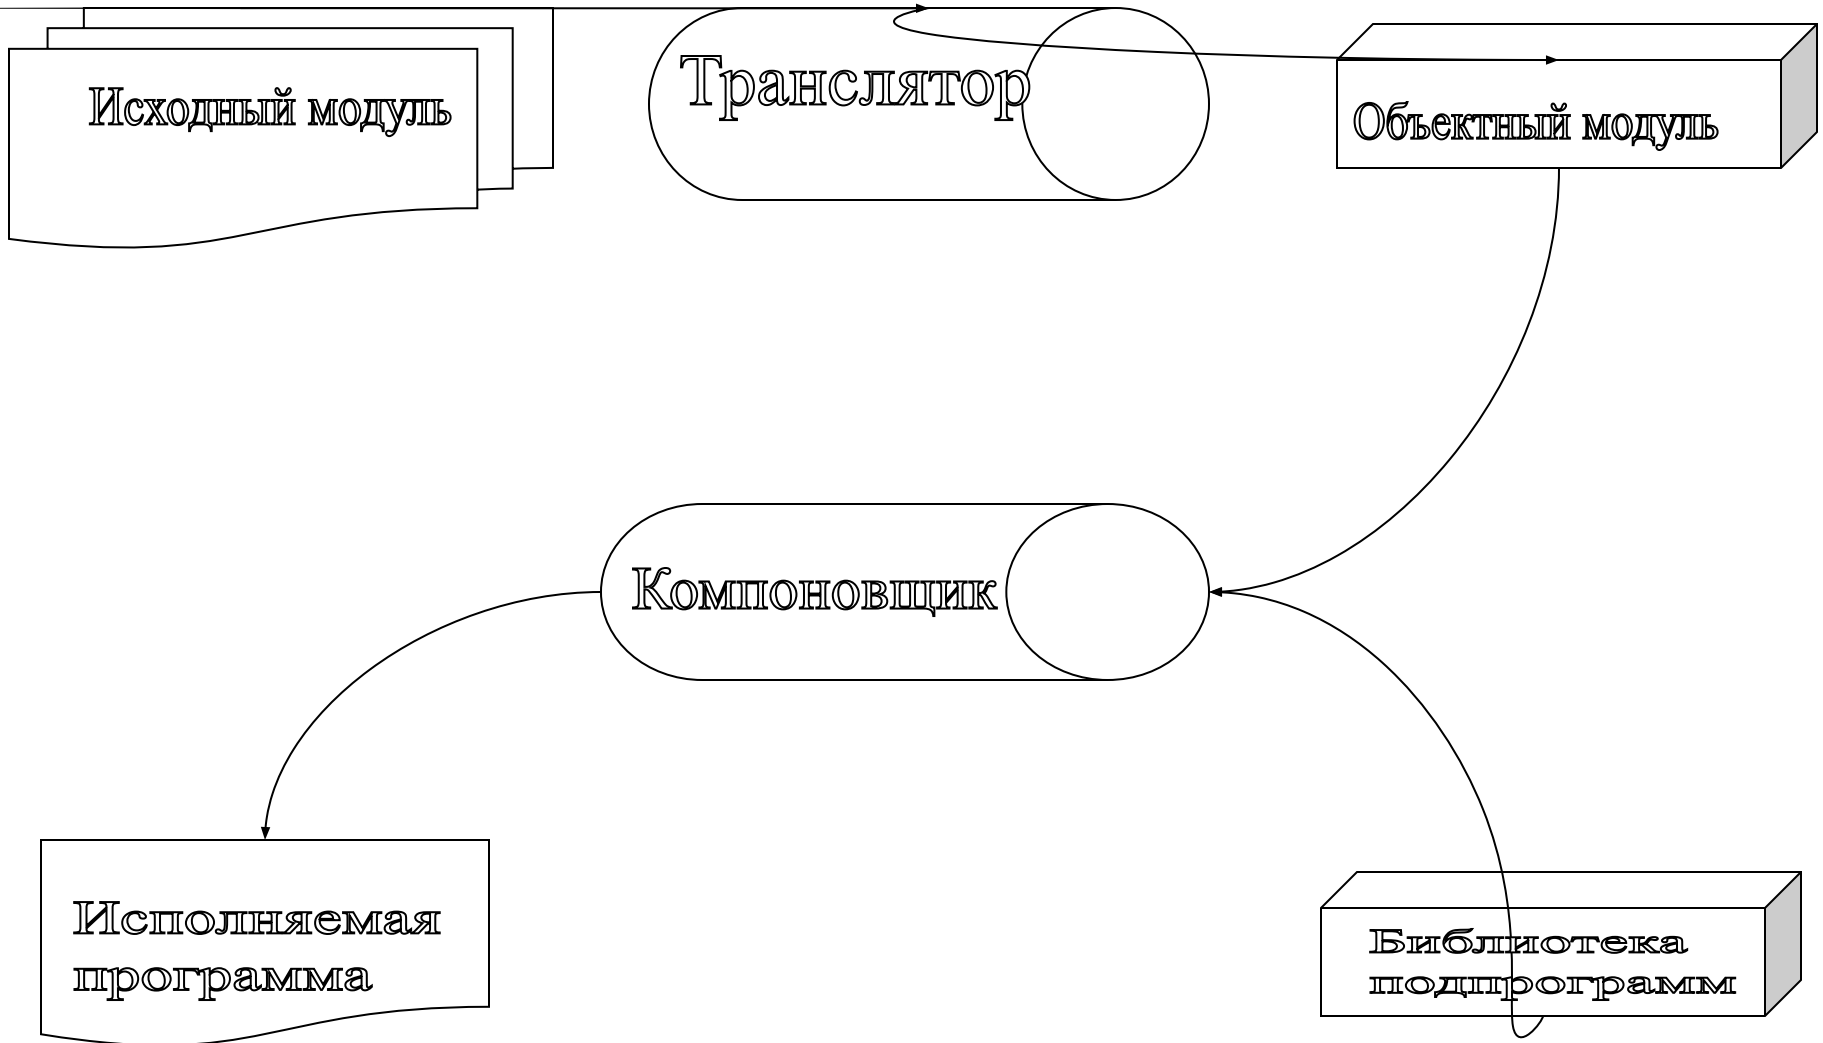 Исходный модуль
Транслятор
Объектный модуль
Компоновщик
Исполняемая
программа
Библиотека
подпрограмм